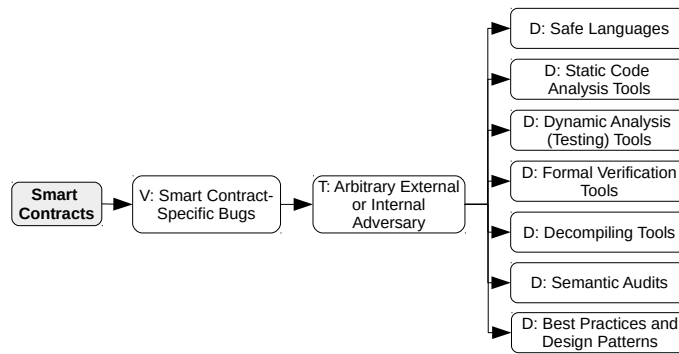 Smart
Contracts
V: Smart Contract-
Specific Bugs
T: Arbitrary External
or Internal
Adversary
D: Safe Languages
D: Static Code
Analysis Tools
D: Dynamic Analysis
(Testing) Tools
D: Formal Verification
Tools
D: Decompiling Tools
D: Semantic Audits
D: Best Practices and
Design Patterns